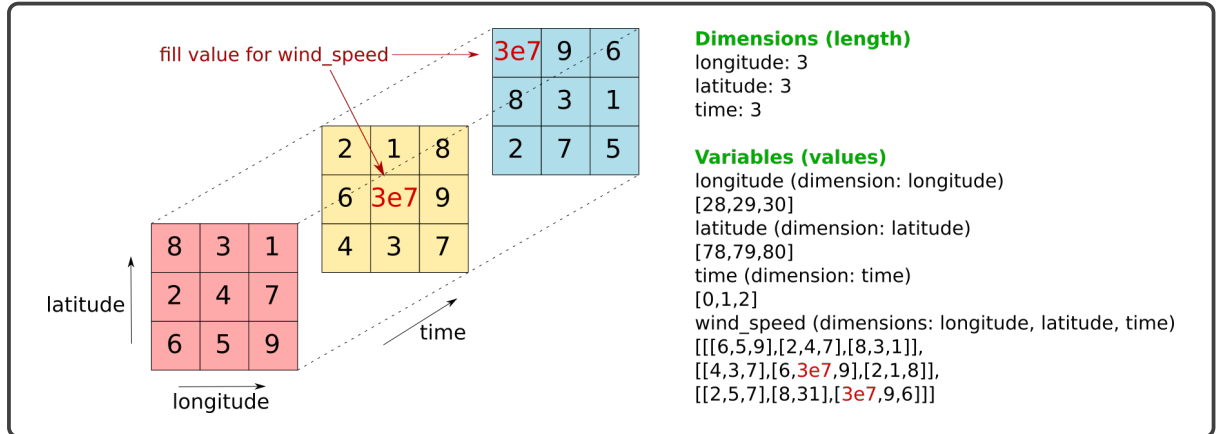 fill value for wind_speed
3e7 9 6
8 3 1
2 7 5
2 1 8
6 3e7 9
4 3 7
8 3 1
2 4 7
6 5 9
latitude
longitude
time
Dimensions (length)
longitude: 3
latitude: 3
time: 3
Variables (values)
longitude (dimension: longitude)
[28,29,30]
latitude (dimension: latitude)
[78,79,80]
time (dimension: time)
[0,1,2]
wind_speed (dimensions: longitude, latitude, time)
[[[6,5,9],[2,4,7],[8,3,1]],
[[4,3,7],[6,3e7,9],[2,1,8]],
[[2,5,7],[8,31],[3e7,9,6]]]